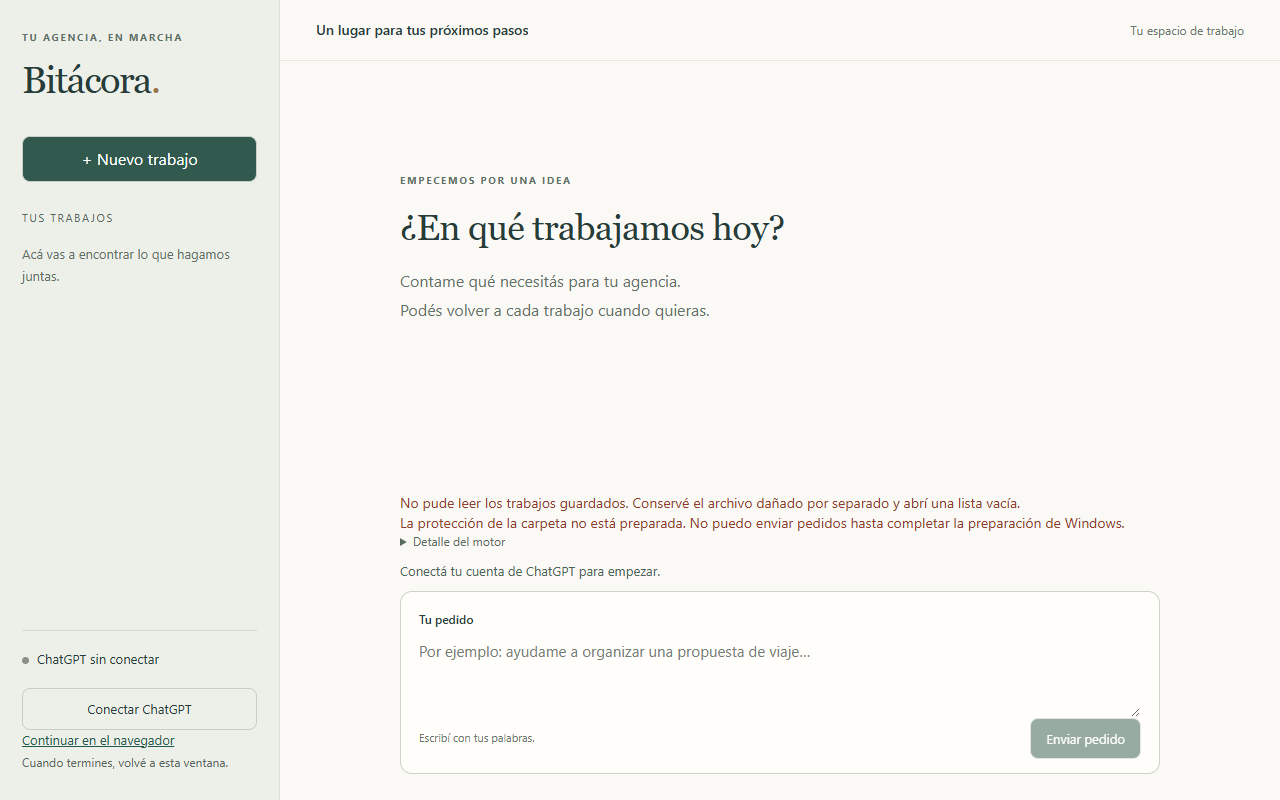 TU AGENCIA, EN MARCHA
Bitácora.
+ Nuevo trabajo
TUS TRABAJOS
Acá vas a encontrar lo que hagamos
juntas.
ChatGPT sin conectar
Conectar ChatGPT
Continuar en el navegador
Cuando termines, volvé a esta ventana.
Un lugar para tus próximos pasos
Tu espacio de trabajo
EMPECEMOS POR UNA IDEA
¿En qué trabajamos hoy?
Contame qué necesitás para tu agencia.
Podés volver a cada trabajo cuando quieras.
No pude leer los trabajos guardados. Conservé el archivo dañado por separado y abrí una lista vacía.
La protección de la carpeta no está preparada. No puedo enviar pedidos hasta completar la preparación de Windows.
Detalle del motor
Conectá tu cuenta de ChatGPT para empezar.
Tu pedido
Por ejemplo: ayudame a organizar una propuesta de viaje...
Escribí con tus palabras.
Enviar pedido